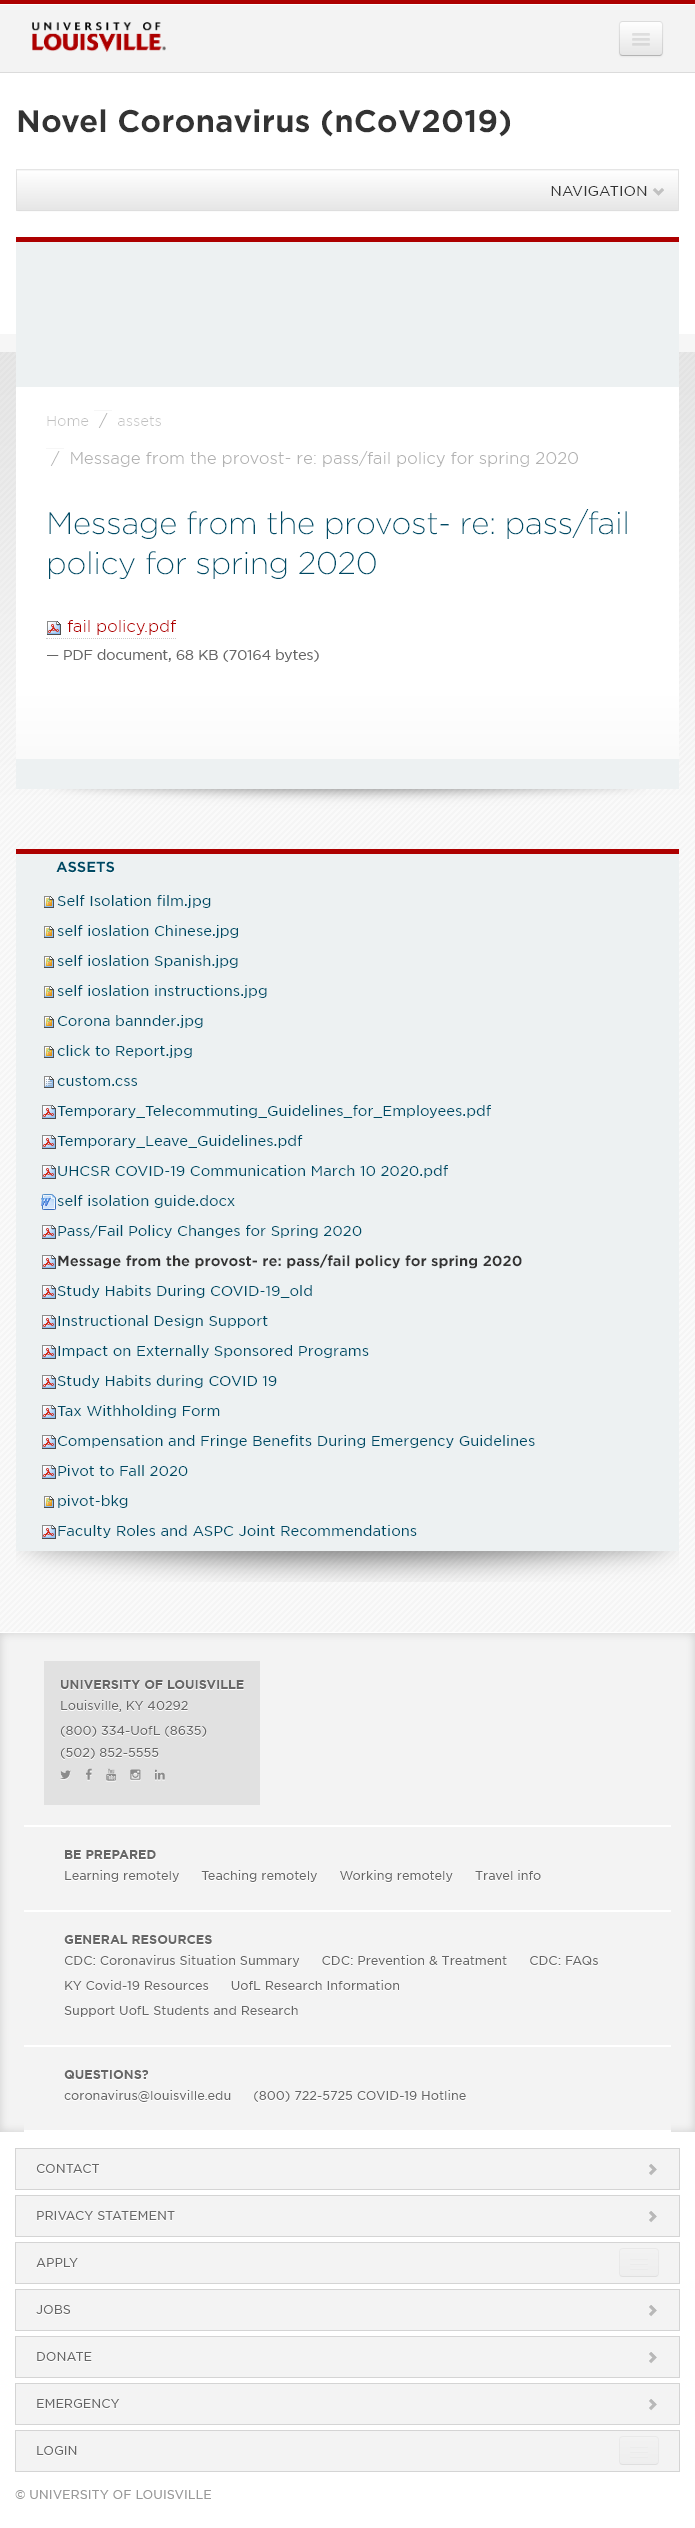 UNIVERSITY OF
LOUISVILLE.
Novel Coronavirus (nCoV2019)
NAVIGATION
Home / assets
/ Message from the provost- re: pass/fail policy for spring 2020
Message from the provost- re: pass/fail
policy for spring 2020
fail policy.pdf
— PDF document, 68 KB (70164 bytes)
ASSETS
Self Isolation film.jpg
self ioslation Chinese.jpg
self ioslation Spanish.jpg
self ioslation instructions.jpg
Corona bannder.jpg
click to Report.jpg
custom.css
Temporary_Telecommuting_Guidelines_for_Employees.pdf
Temporary_Leave_Guidelines.pdf
UHCSR COVID-19 Communication March 10 2020.pdf
self isolation guide.docx
Pass/Fail Policy Changes for Spring 2020
Message from the provost- re: pass/fail policy for spring 2020
Study Habits During COVID-19_old
Instructional Design Support
Impact on Externally Sponsored Programs
Study Habits during COVID 19
Tax Withholding Form
Compensation and Fringe Benefits During Emergency Guidelines
Pivot to Fall 2020
pivot-bkg
Faculty Roles and ASPC Joint Recommendations
UNIVERSITY OF LOUISVILLE
Louisville, KY 40292
(800) 334-UofL (8635)
(502) 852-5555
BE PREPARED
Learning remotely Teaching remotely Working remotely Travel info
GENERAL RESOURCES
CDC: Coronavirus Situation Summary CDC: Prevention & Treatment CDC: FAQs
KY Covid-19 Resources UofL Research Information
Support UofL Students and Research
QUESTIONS?
coronavirus@louisville.edu (800) 722-5725 COVID-19 Hotline
CONTACT
PRIVACY STATEMENT
APPLY
JOBS
DONATE
EMERGENCY
LOGIN
© UNIVERSITY OF LOUISVILLE